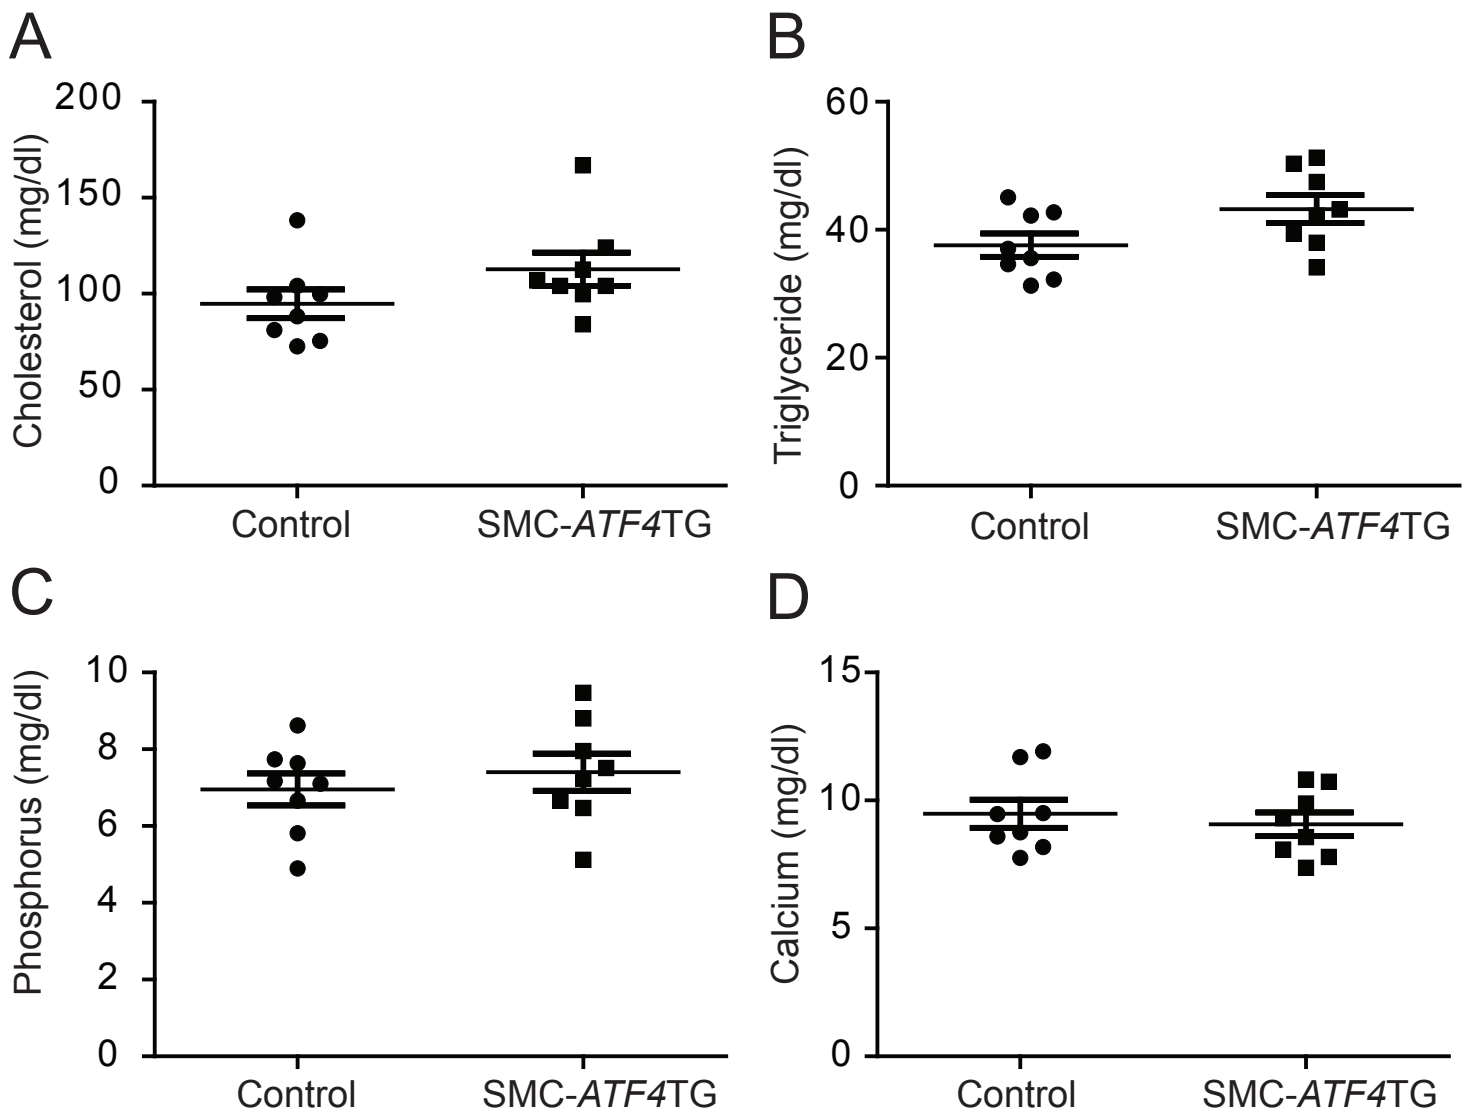 A
Cholesterol (mg/dl)
200
150
100
50
0
Control
SMC-ATF4TG
B
Triglyceride (mg/dl)
60
40
20
0
Control
SMC-ATF4TG
C
Phosphorus (mg/dl)
10
8
6
4
2
0
Control
SMC-ATF4TG
D
Calcium (mg/dl)
15
10
5
0
Control
SMC-ATF4TG